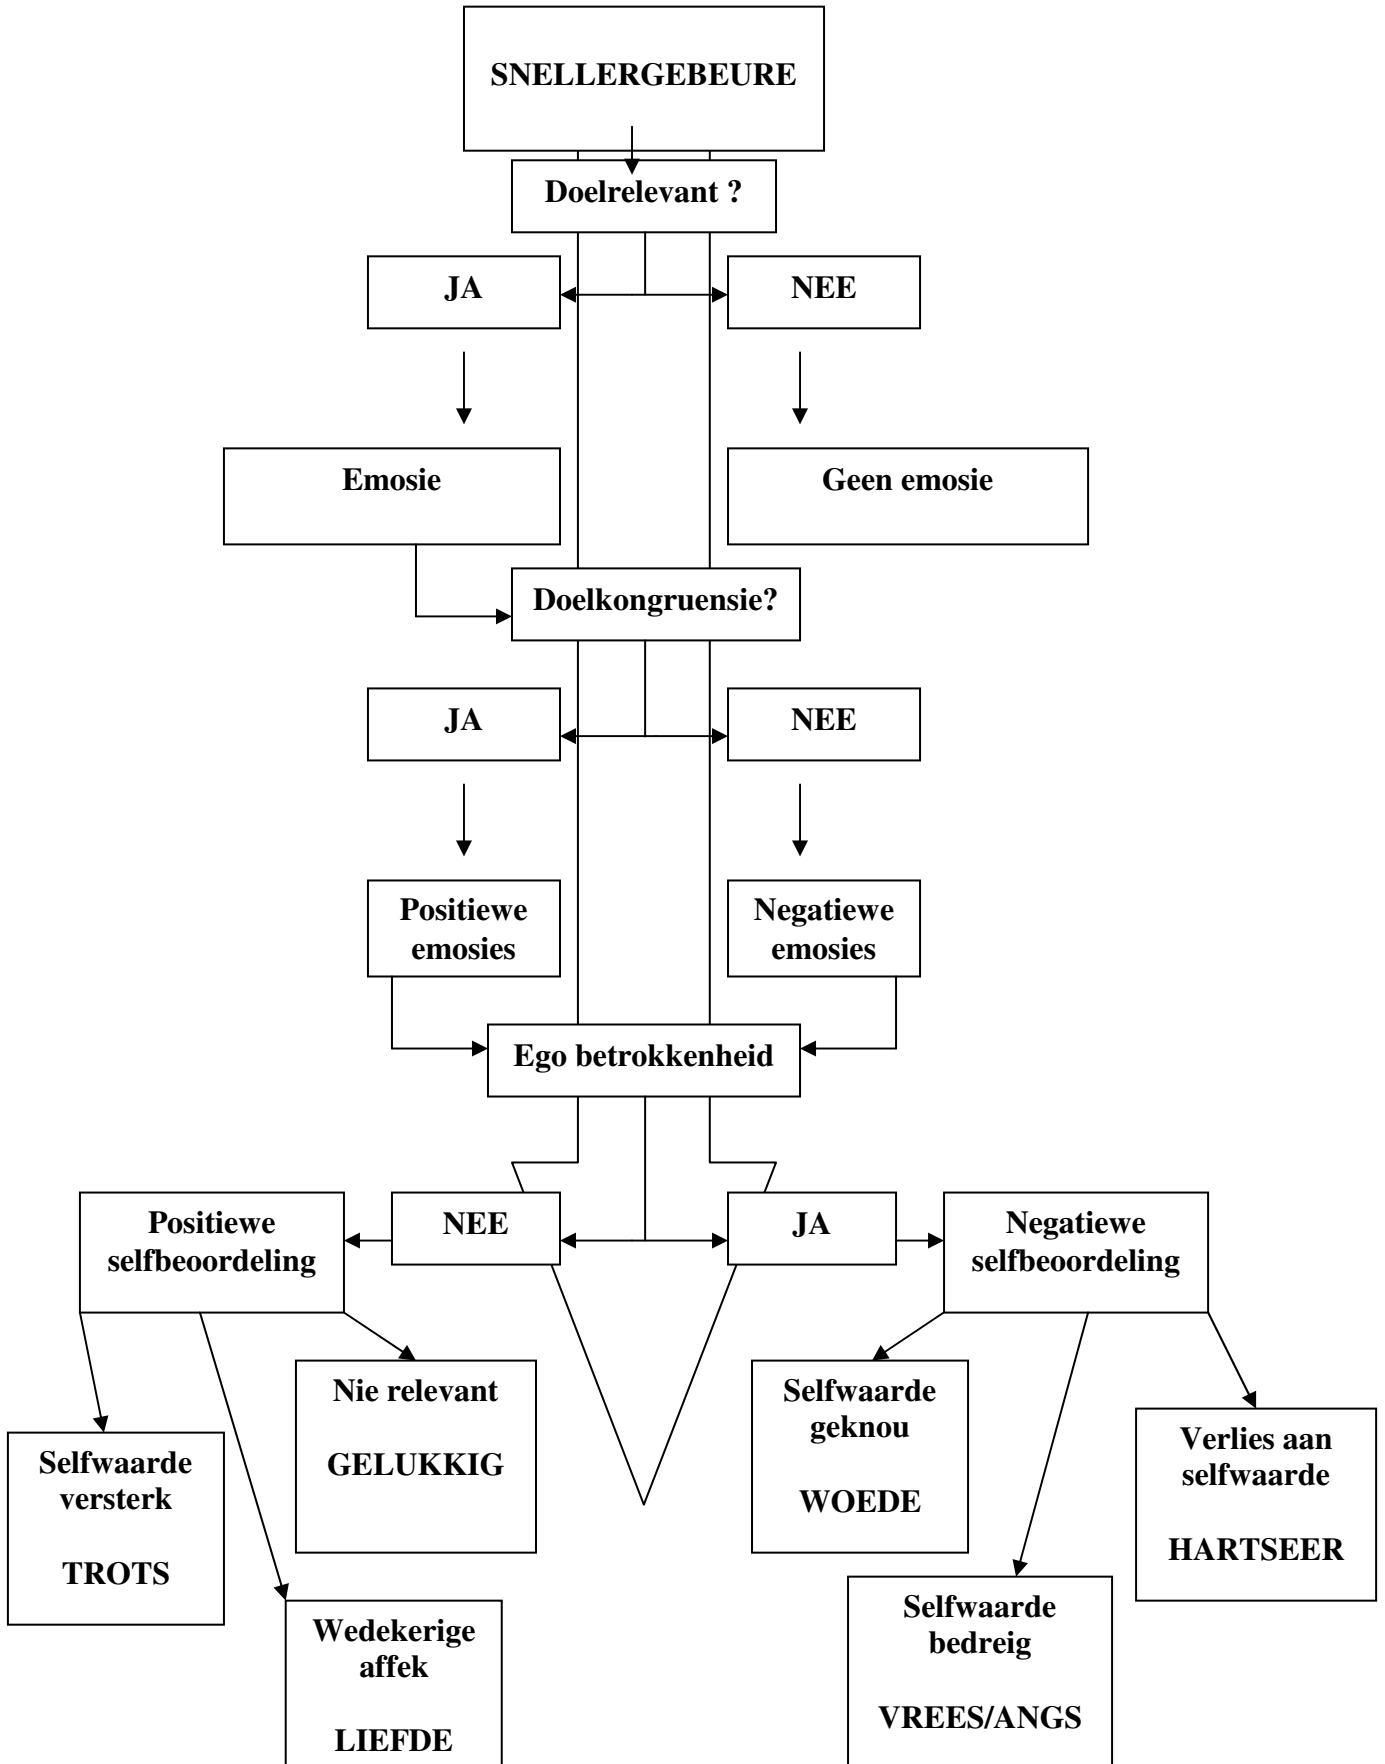 SNELLERGEBEURE
Doelrelevant ?
JA
NEE
Emosie
Geen emosie
Doelkongruensie?
JA
NEE
Positiewe
emosies
Negatiewe
emosies
Ego betrokkenheid
Positiewe
selfbeoordeling
NEE
JA
Negatiewe
selfbeoordeling
Nie relevant
GELUKKIG
Selfwaarde
geknou
WOEDE
Selfwaarde
versterk
TROTS
Verlies aan
selfwaarde
HARTSEER
Wedekerige
affek
LIEFDE
Selfwaarde
bedreig
VREES/ANGS